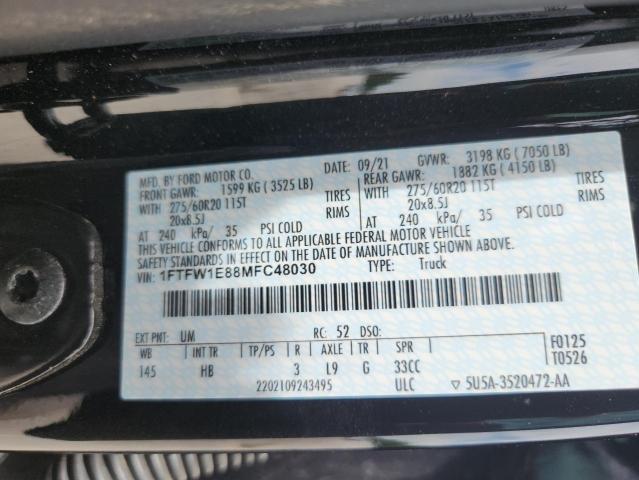 MFD. BY FORD MOTOR CO. DATE: 09/21 GVWR: 3198 KG ( 7050 LB)
FRONT GAWR: 1599 KG ( 3525 LB) REAR GAWR: 1882 KG ( 4150 LB)
WITH 275/60R20 115T TIRES WITH 275/60R20 115T TIRES
20x8.5J RIMS 20x8.5J RIMS
AT 240 kPa/ 35 PSI COLD AT 240 kPa/ 35 PSI COLD
THIS VEHICLE CONFORMS TO ALL APPLICABLE FEDERAL MOTOR VEHICLE
SAFETY STANDARDS IN EFFECT ON THE DATE OF MANUFACTURE SHOWN ABOVE.
VIN: 1FTFW1E88MFC48030 TYPE: Truck
EXT PNT: UM RC: 52 DSO: F0125
WB INT TR TP/PS R AXLE TR SPR T0526
145 HB 3 L9 G 33CC
2202109243495 ULC ▽ 5U5A-3520472-AA